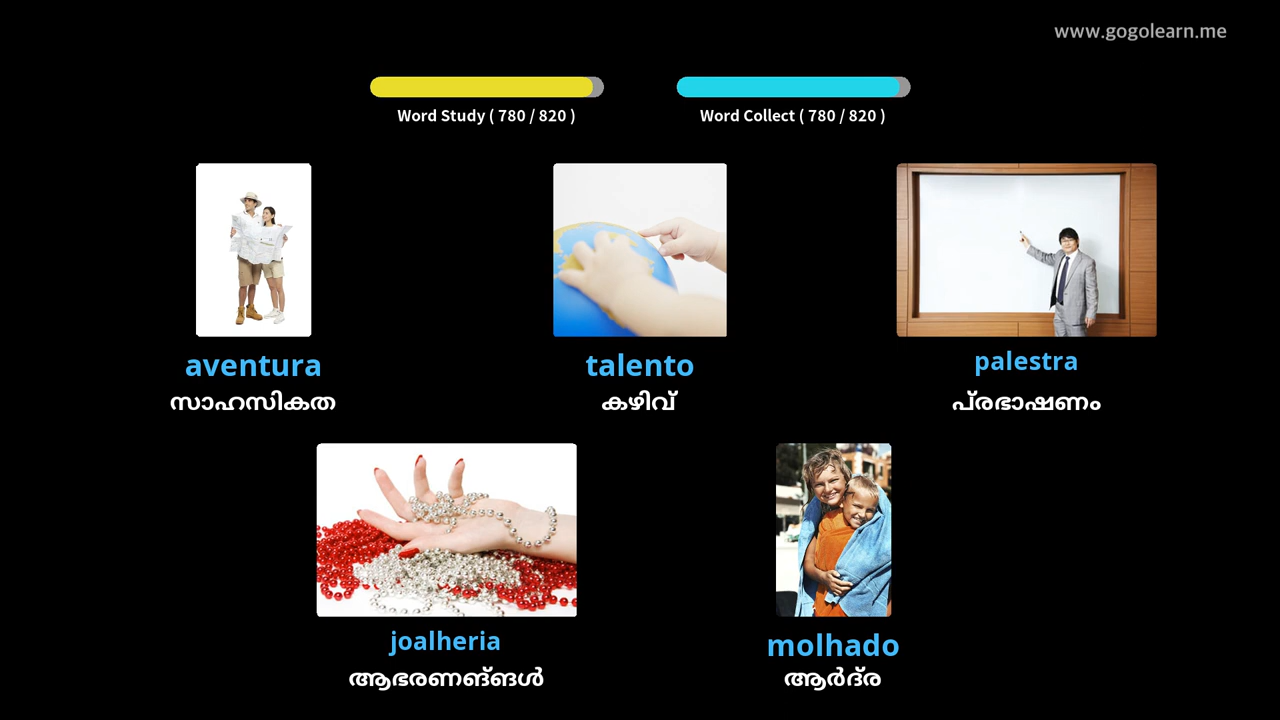 www.gogolearn.me
Word Study ( 780 / 820 )
Word Collect ( 780 / 820 )
aventura
സാഹസികത
talento
കഴിവ്
palestra
പ്രഭാഷണം
joalheria
ആഭരണങ്ങൾ
molhado
ആർദ്ര